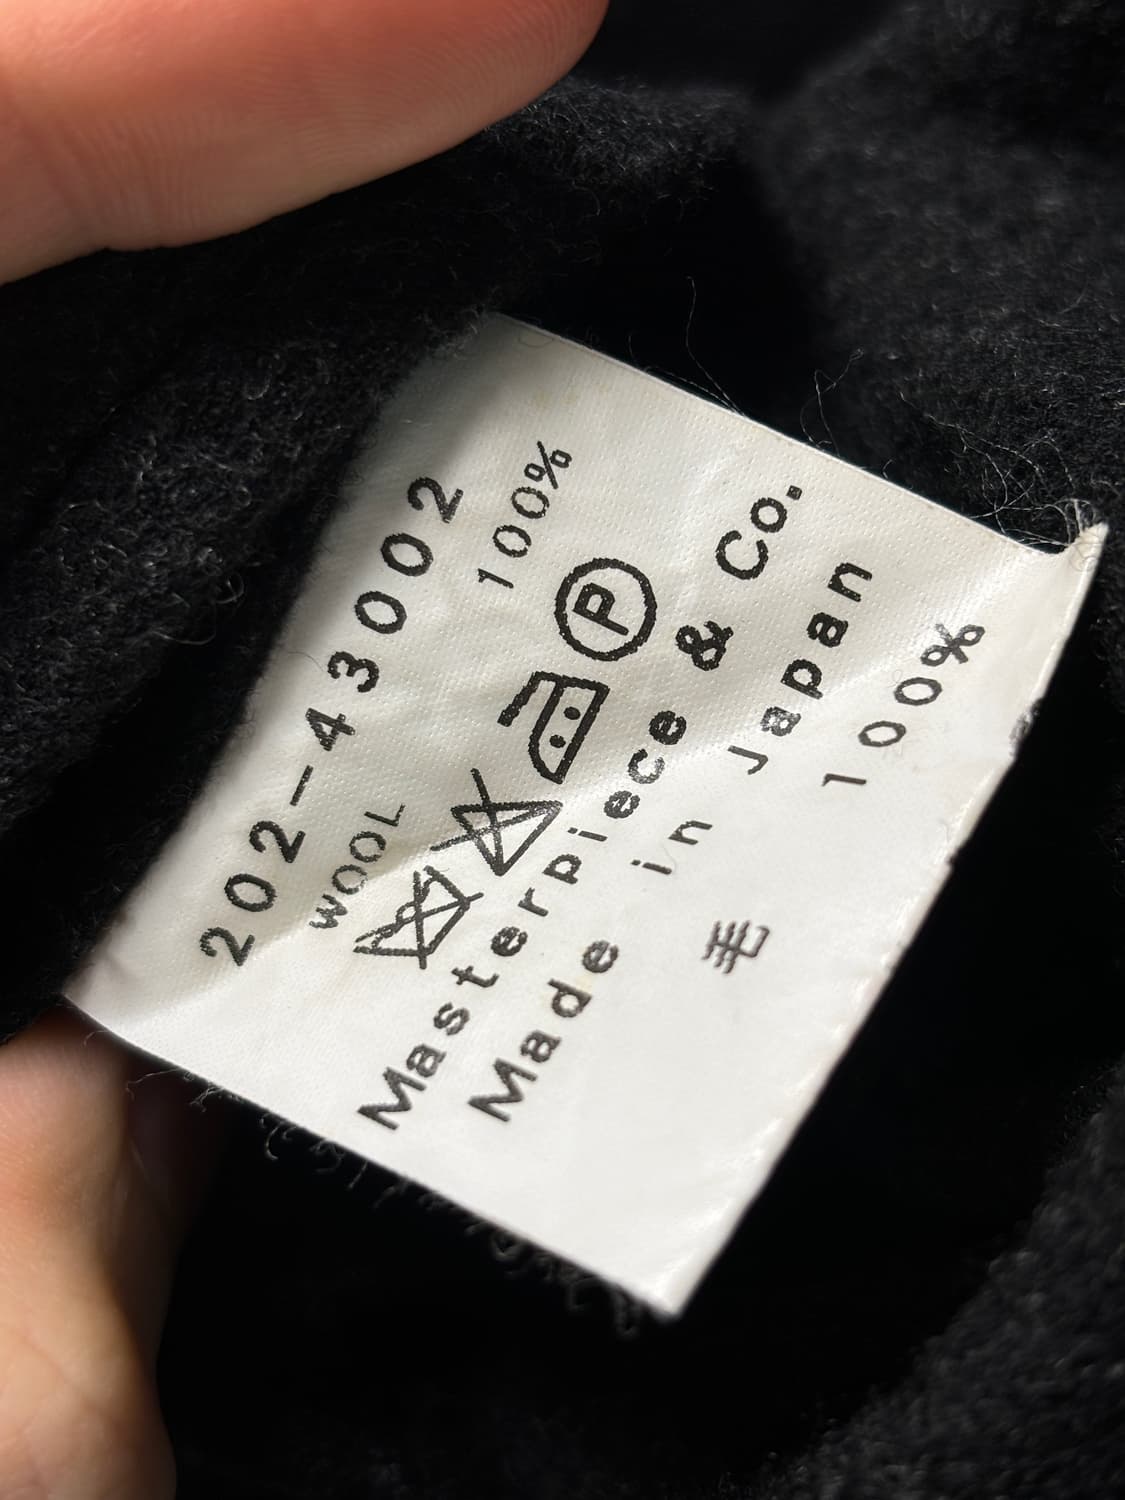 202-43002
WOOL 100%
P
Masterpiece & Co.
Made in Japan
毛 100%